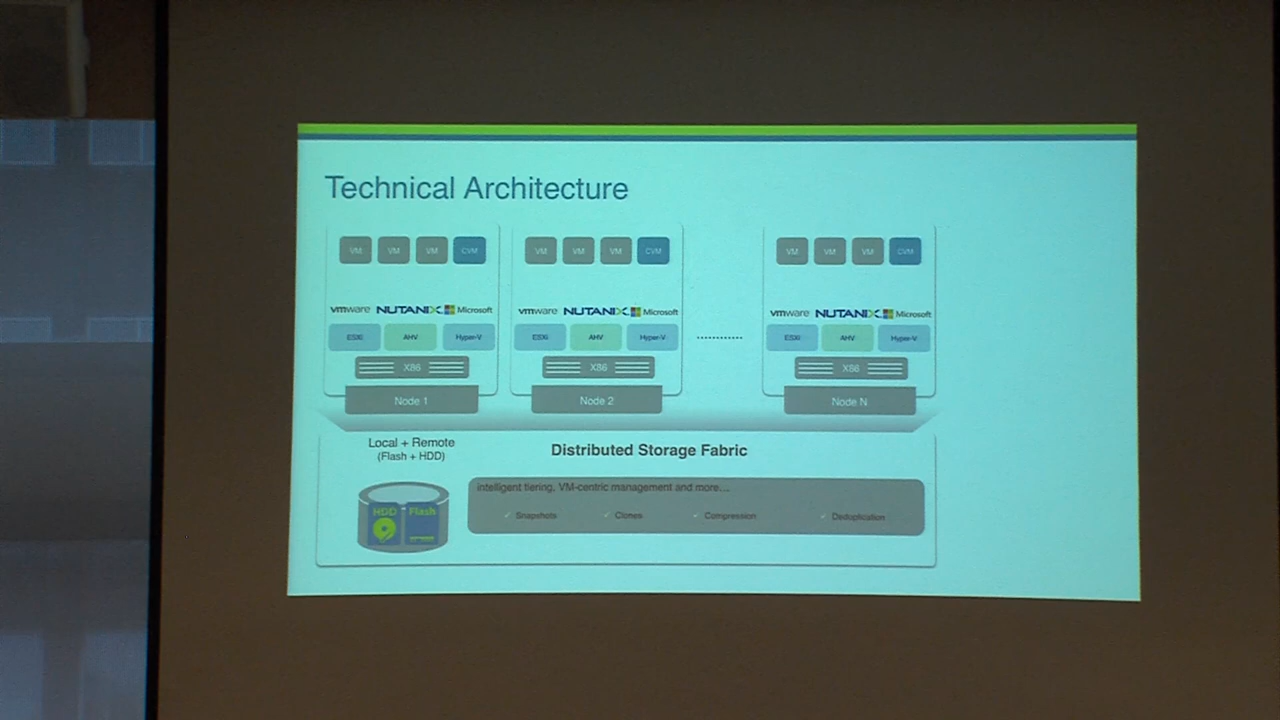 Technical Architecture
VM VM VM CVM VM VM VM CVM VM VM VM CVM
vmware NUTANIX Microsoft vmware NUTANIX Microsoft vmware NUTANIX Microsoft
ESXi AHV Hyper-V ESXi AHV Hyper-V ............ ESXi AHV Hyper-V
X86 X86 X86
Node 1 Node 2 Node N
Local + Remote
(Flash + HDD)
Distributed Storage Fabric
intelligent tiering, VM-centric management and more...
HDD Flash
✓ Snapshots ✓ Clones ✓ Compression ✓ Deduplication